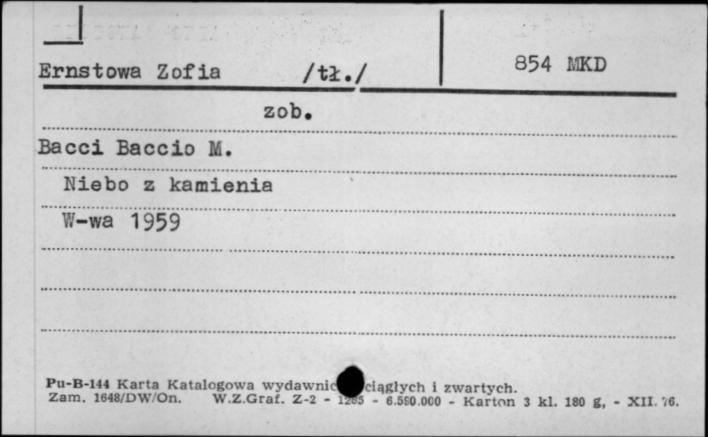 Ernstowa Zofia /tł./ 854 MKD
zob.
Bacci Baccio M.
Niebo z kamienia
W-wa 1959
Pu-B-144 Karta Katalogowa wydawnic ciągłych i zwartych.
Zam. 1648/DW/On. W.Z.Graf. Z-2 - - 6.500.000 - Karton 3 kl. 180 g, - XII. 76.